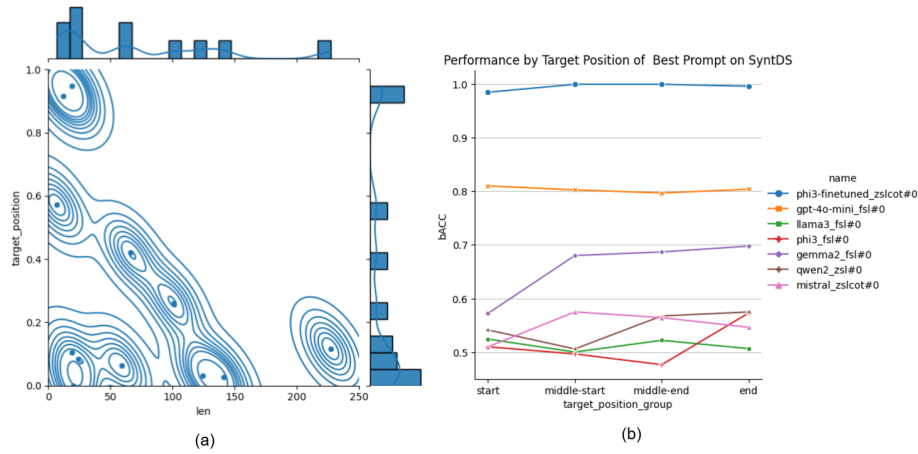 1.0
0.8
0.6
0.4
0.2
0.0
target_position
0 50 100 150 200 250
len
(a)
Performance by Target Position of Best Prompt on SyntDS
1.0
0.9
0.8
0.7
0.6
0.5
bACC
start middle-start middle-end end
target_position_group
(b)
name
phi3-finetuned_zslcot#0
gpt-4o-mini_fsl#0
llama3_fsl#0
phi3_fsl#0
gemma2_fsl#0
qwen2_zsl#0
mistral_zslcot#0